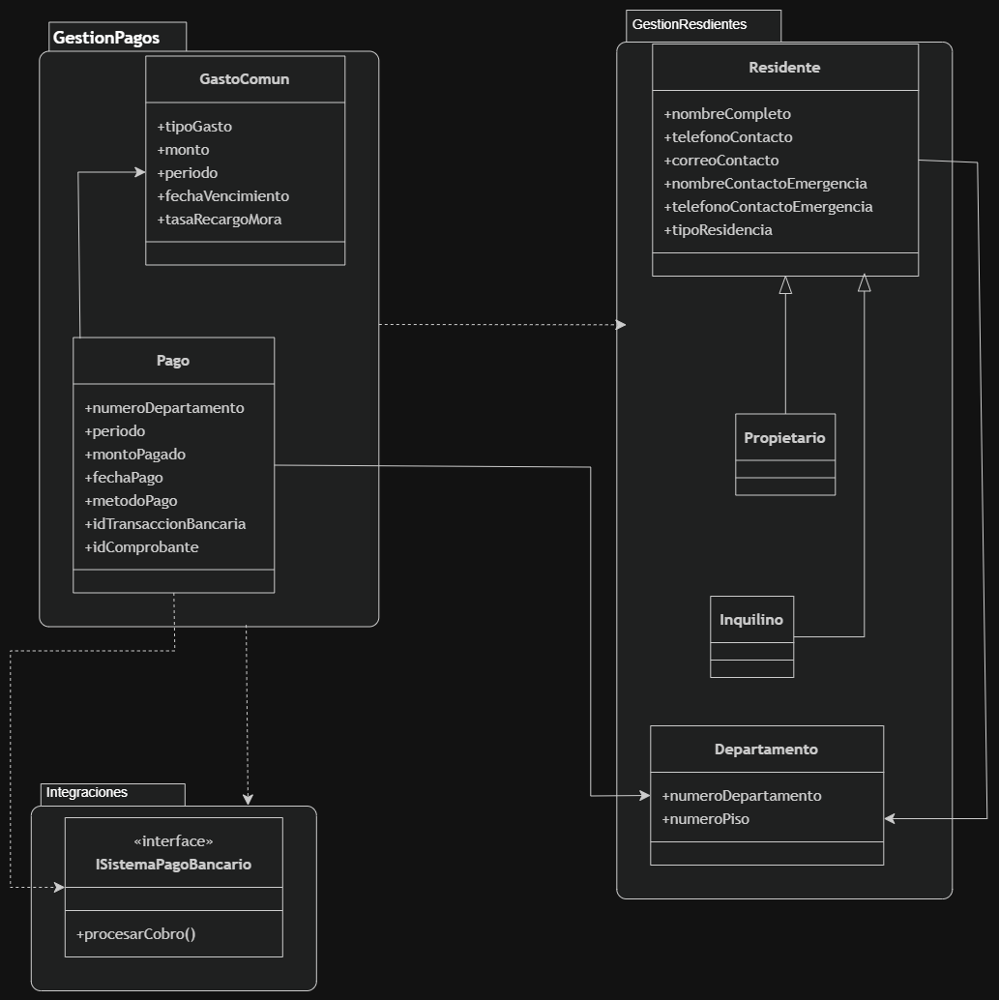 GestionPagos
GastoComun
+tipoGasto
+monto
+periodo
+fechaVencimiento
+tasaRecargoMora
Pago
+numeroDepartamento
+periodo
+montoPagado
+fechaPago
+metodoPago
+idTransaccionBancaria
+idComprobante
GestionResdientes
Residente
+nombreCompleto
+telefonoContacto
+correoContacto
+nombreContactoEmergencia
+telefonoContactoEmergencia
+tipoResidencia
Propietario
Inquilino
Departamento
+numeroDepartamento
+numeroPiso
Integraciones
«interface»
ISistemaPagoBancario
+procesarCobro()